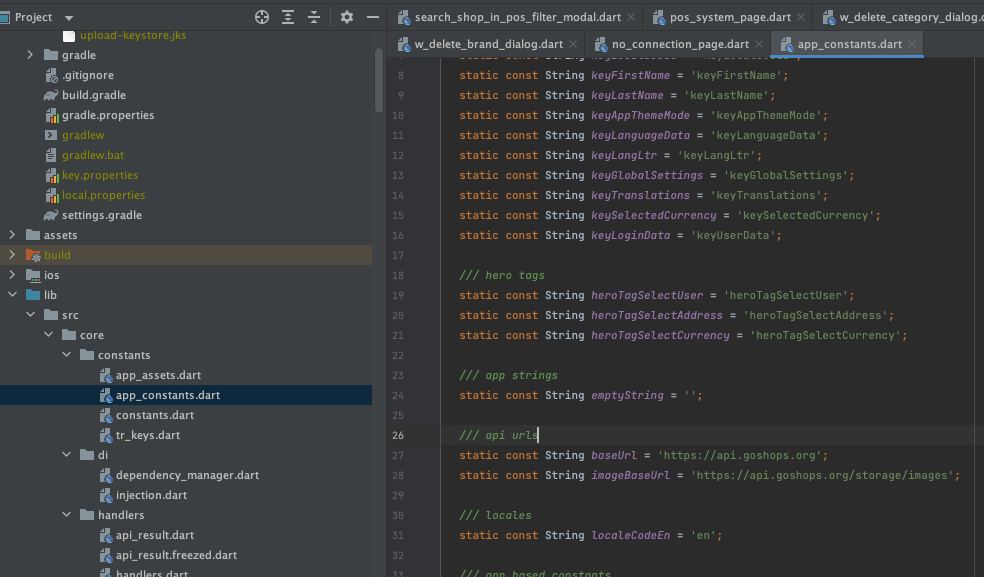 Project
upload-keystore.jks
gradle
.gitignore
build.gradle
gradle.properties
gradlew
gradlew.bat
key.properties
local.properties
settings.gradle
assets
build
ios
lib
src
core
constants
app_assets.dart
app_constants.dart
constants.dart
tr_keys.dart
di
dependency_manager.dart
injection.dart
handlers
api_result.dart
api_result.freezed.dart
handlers.dart
search_shop_in_pos_filter_modal.dart
pos_system_page.dart
w_delete_category_dialog.d
w_delete_brand_dialog.dart
no_connection_page.dart
app_constants.dart
8 static const String keyFirstName = 'keyFirstName';
9 static const String keyLastName = 'keyLastName';
10 static const String keyAppThemeMode = 'keyAppThemeMode';
11 static const String keyLanguageData = 'keyLanguageData';
12 static const String keyLangLtr = 'keyLangLtr';
13 static const String keyGlobalSettings = 'keyGlobalSettings';
14 static const String keyTranslations = 'keyTranslations';
15 static const String keySelectedCurrency = 'keySelectedCurrency';
16 static const String keyLoginData = 'keyUserData';
17
18 /// hero tags
19 static const String heroTagSelectUser = 'heroTagSelectUser';
20 static const String heroTagSelectAddress = 'heroTagSelectAddress';
21 static const String heroTagSelectCurrency = 'heroTagSelectCurrency';
22
23 /// app strings
24 static const String emptyString = '';
25
26 /// api urls
27 static const String baseUrl = 'https://api.goshops.org';
28 static const String imageBaseUrl = 'https://api.goshops.org/storage/images';
29
30 /// locales
31 static const String localeCodeEn = 'en';
32
33 /// app based constants